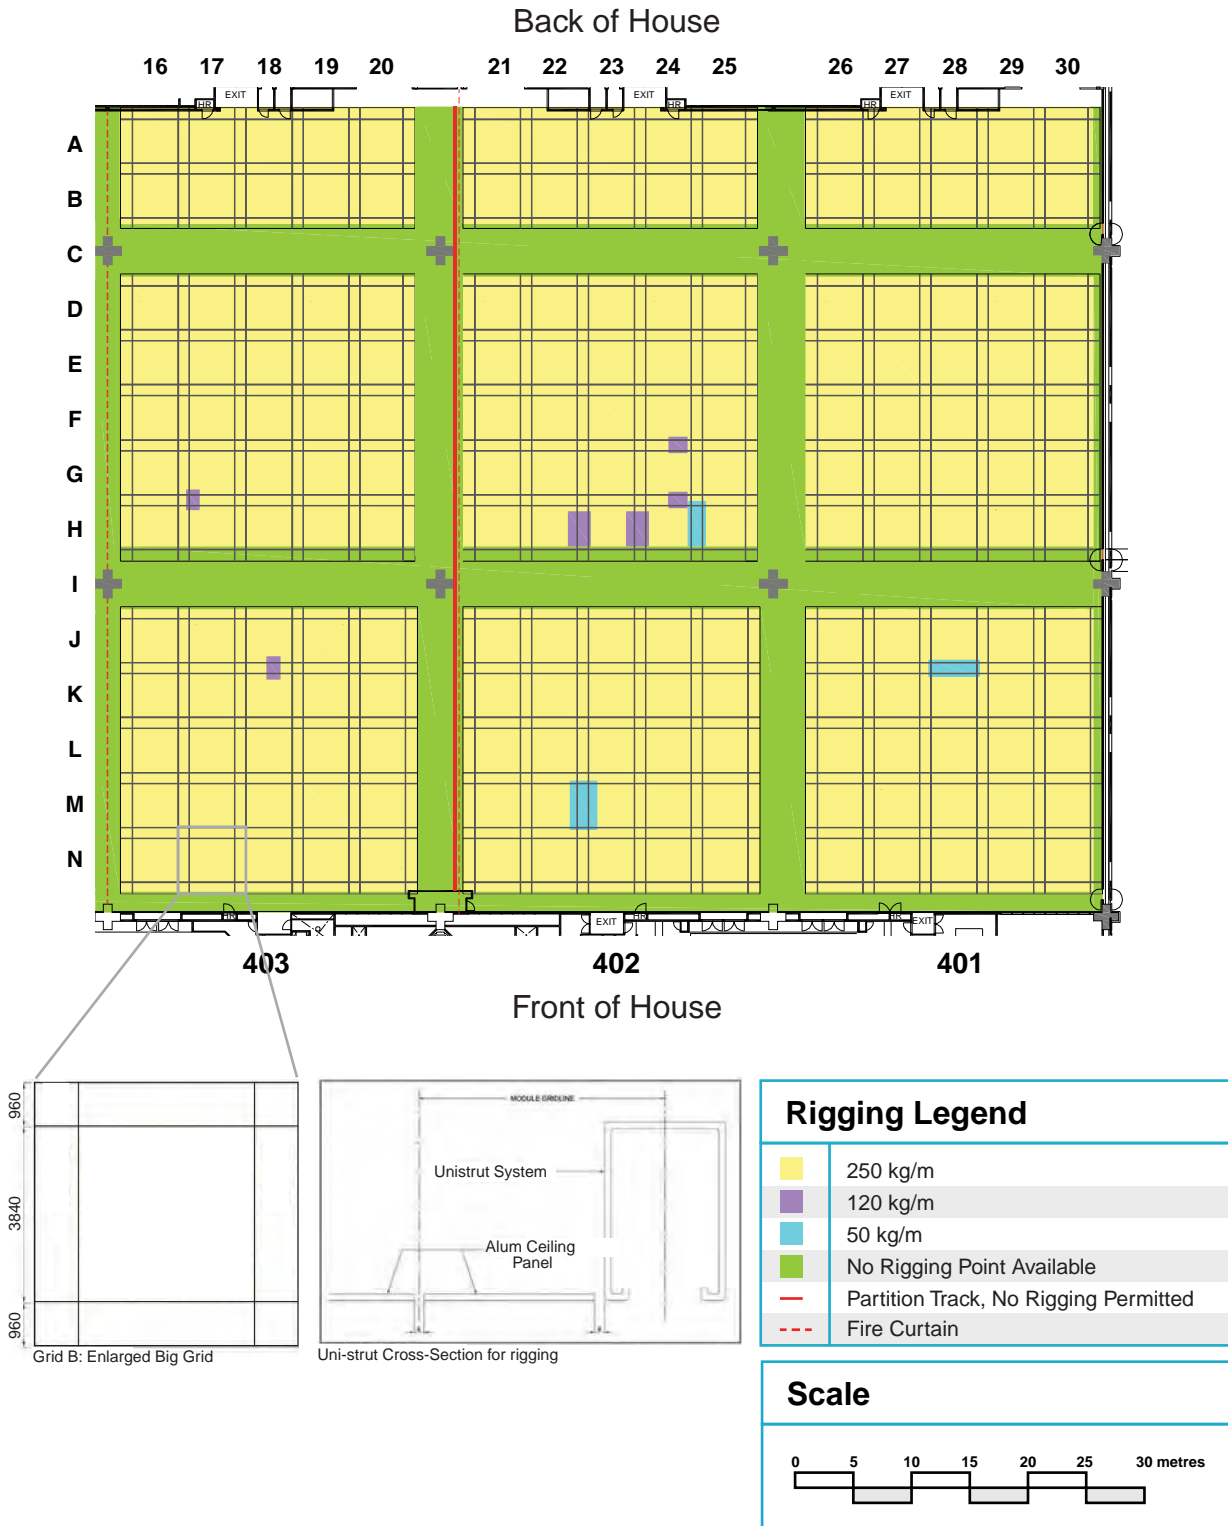 Back of House
16 17 18 19 20 21 22 23 24 25 26 27 28 29 30
EXIT EXIT EXIT
HR HR HR
A
B
C
D
E
F
G
H
I
J
K
L
M
N
HR HR HR
EXIT EXIT
403 402 401
Front of House
960
3840
960
Grid B: Enlarged Big Grid
MODULE GRIDLINE
Unistrut System
Alum Ceiling
Panel
Uni-strut Cross-Section for rigging
Rigging Legend
250 kg/m
120 kg/m
50 kg/m
No Rigging Point Available
Partition Track, No Rigging Permitted
Fire Curtain
Scale
0 5 10 15 20 25 30 metres